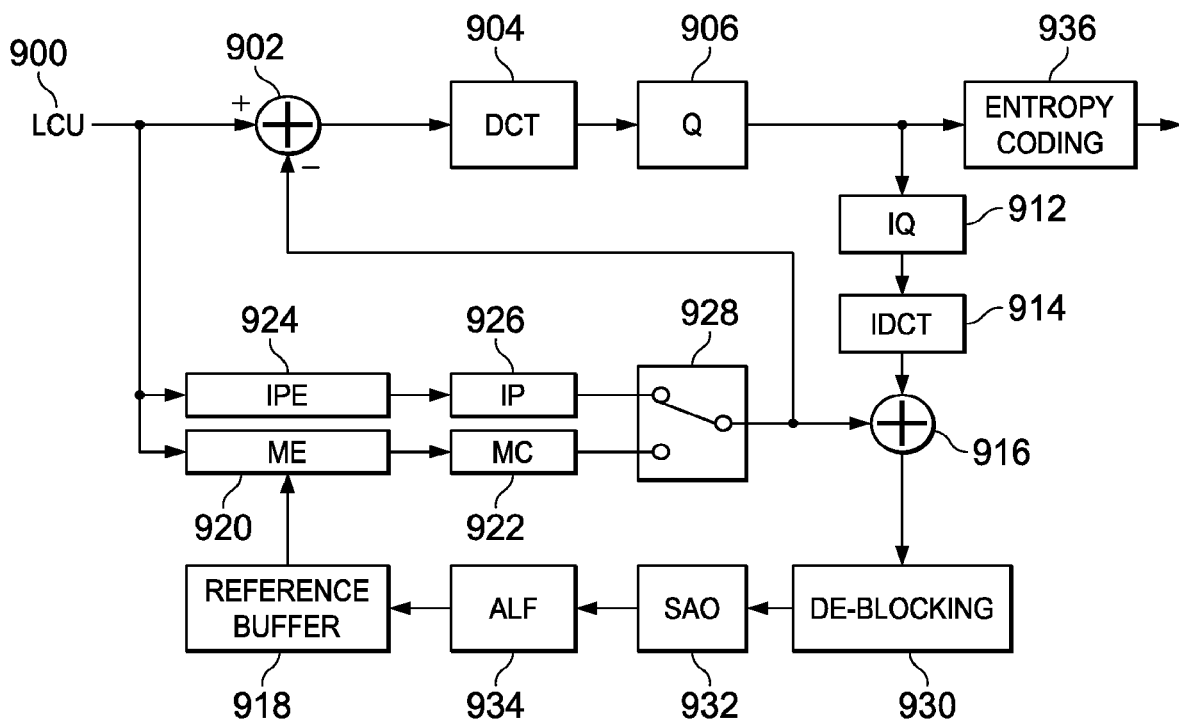 900
902
904
906
936
LCU
+
−
DCT
Q
ENTROPY
CODING
IQ
912
IDCT
914
924
926
928
IPE
IP
ME
MC
916
920
922
REFERENCE
BUFFER
ALF
SAO
DE-BLOCKING
918
934
932
930